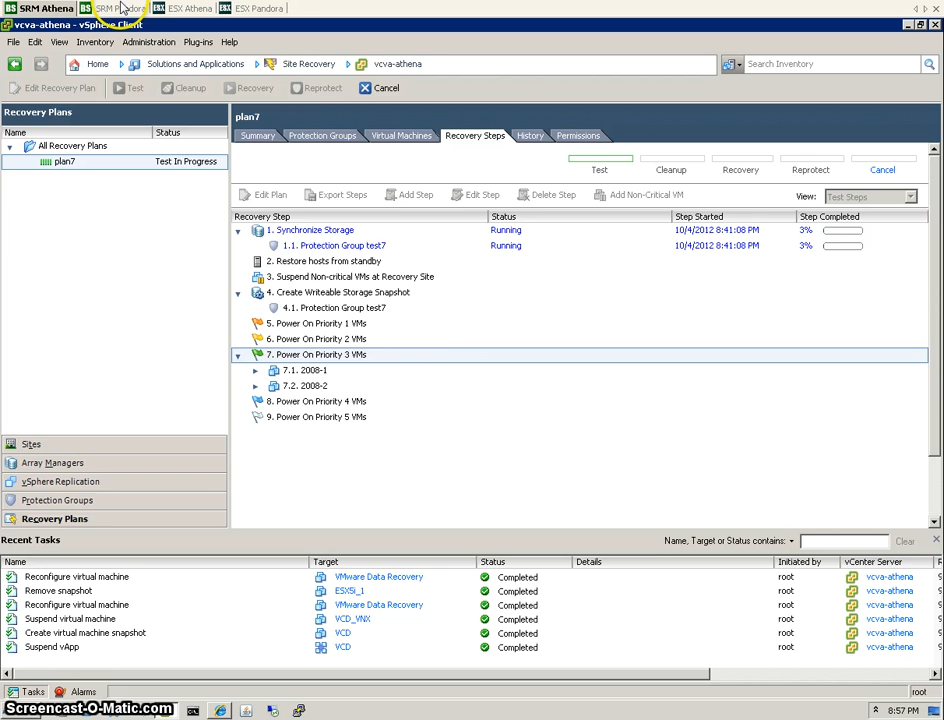 SRM Athena SRM Pandora ESX Athena ESX Pandora
vcva-athena - vSphere Client
File Edit View Inventory Administration Plug-ins Help
Home Solutions and Applications Site Recovery vcva-athena Search Inventory
Edit Recovery Plan Test Cleanup Recovery Reprotect Cancel
Recovery Plans
Name Status
All Recovery Plans
plan7 Test In Progress
Sites
Array Managers
vSphere Replication
Protection Groups
Recovery Plans
plan7
Summary Protection Groups Virtual Machines Recovery Steps History Permissions
Test Cleanup Recovery Reprotect Cancel
Edit Plan Export Steps Add Step Edit Step Delete Step Add Non-Critical VM View: Test Steps
Recovery Step Status Step Started Step Completed
1. Synchronize Storage Running 10/4/2012 8:41:08 PM 3%
1.1. Protection Group test7 Running 10/4/2012 8:41:08 PM 3%
2. Restore hosts from standby
3. Suspend Non-critical VMs at Recovery Site
4. Create Writeable Storage Snapshot
4.1. Protection Group test7
5. Power On Priority 1 VMs
6. Power On Priority 2 VMs
7. Power On Priority 3 VMs
7.1. 2008-1
7.2. 2008-2
8. Power On Priority 4 VMs
9. Power On Priority 5 VMs
Recent Tasks Name, Target or Status contains: Clear
Name Target Status Details Initiated by vCenter Server
Reconfigure virtual machine VMware Data Recovery Completed root vcva-athena
Remove snapshot ESX5i_1 Completed root vcva-athena
Reconfigure virtual machine VMware Data Recovery Completed root vcva-athena
Suspend virtual machine VCD_VNX Completed root vcva-athena
Create virtual machine snapshot VCD Completed root vcva-athena
Suspend vApp VCD Completed root vcva-athena
Tasks Alarms root
Screencast-O-Matic.com 8:57 PM